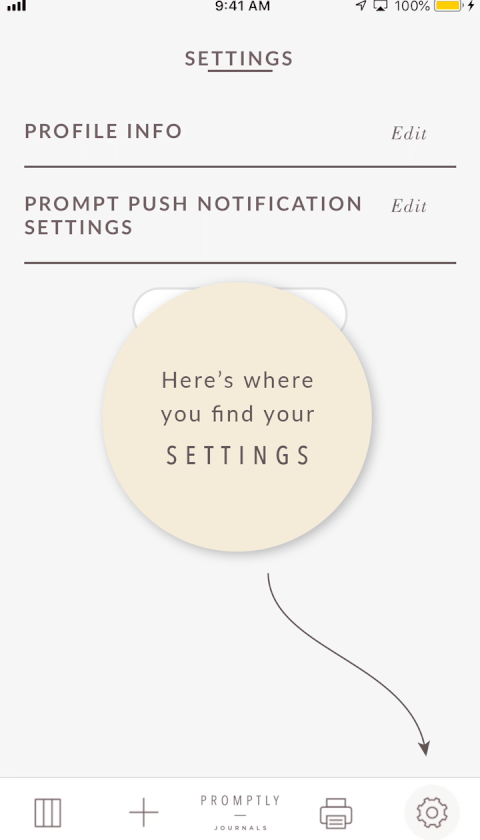 9:41 AM
100%
SETTINGS
PROFILE INFO
Edit
PROMPT PUSH NOTIFICATION
SETTINGS
Edit
Here’s where
you find your
SETTINGS
PROMPTLY
JOURNALS